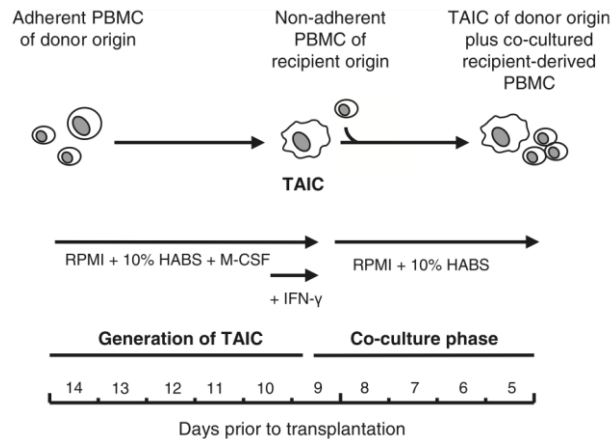 Adherent PBMC
of donor origin
Non-adherent
PBMC of
recipient origin
TAIC of donor origin
plus co-cultured
recipient-derived
PBMC
TAIC
RPMI + 10% HABS + M-CSF
+ IFN-γ
RPMI + 10% HABS
Generation of TAIC
Co-culture phase
14 13 12 11 10 9 8 7 6 5
Days prior to transplantation